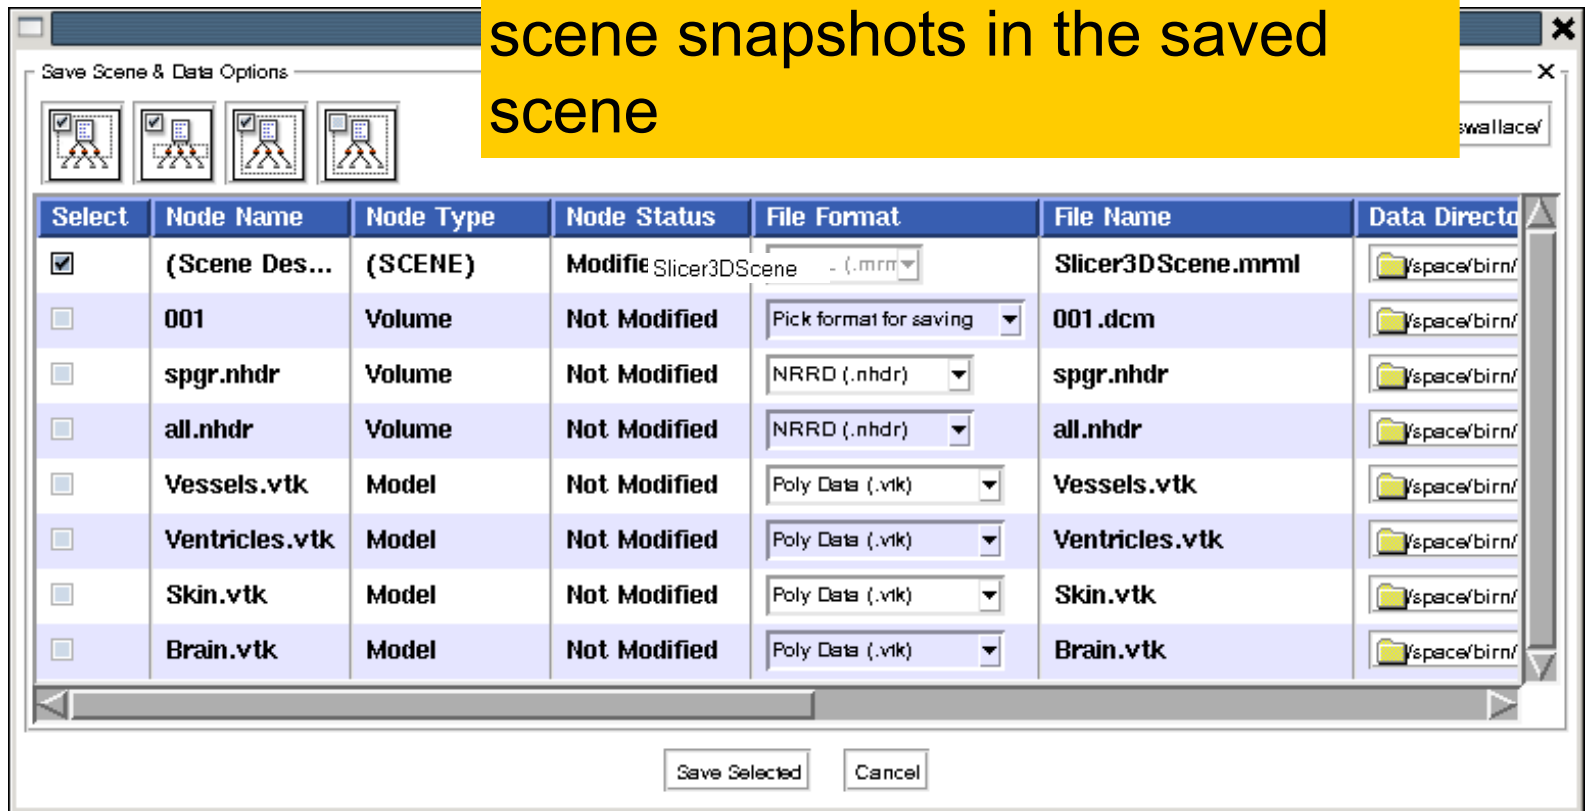 scene snapshots in the saved
scene
Save Scene & Data Options
swallace/
Select Node Name Node Type Node Status File Format File Name Data Directo
(Scene Des... (SCENE) Modifie Slicer3DScene (.mrm Slicer3DScene.mrml /space/birn/
001 Volume Not Modified Pick format for saving 001.dcm /space/birn/
spgr.nhdr Volume Not Modified NRRD (.nhdr) spgr.nhdr /space/birn/
all.nhdr Volume Not Modified NRRD (.nhdr) all.nhdr /space/birn/
Vessels.vtk Model Not Modified Poly Data (.vtk) Vessels.vtk /space/birn/
Ventricles.vtk Model Not Modified Poly Data (.vtk) Ventricles.vtk /space/birn/
Skin.vtk Model Not Modified Poly Data (.vtk) Skin.vtk /space/birn/
Brain.vtk Model Not Modified Poly Data (.vtk) Brain.vtk /space/birn/
Save Selected Cancel